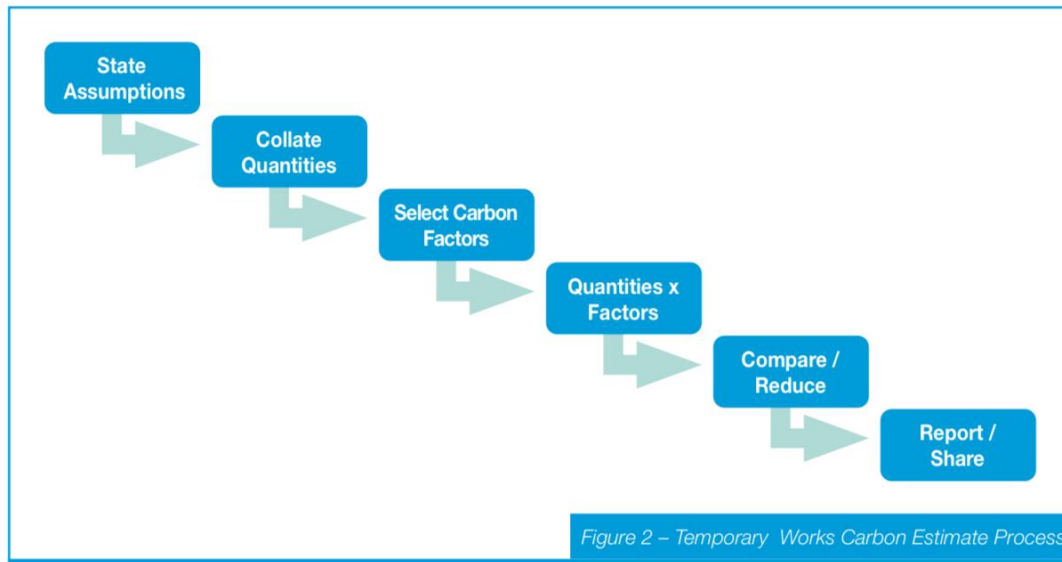 State
Assumptions
Collate
Quantities
Select Carbon
Factors
Quantities x
Factors
Compare /
Reduce
Report /
Share
Figure 2 – Temporary Works Carbon Estimate Process